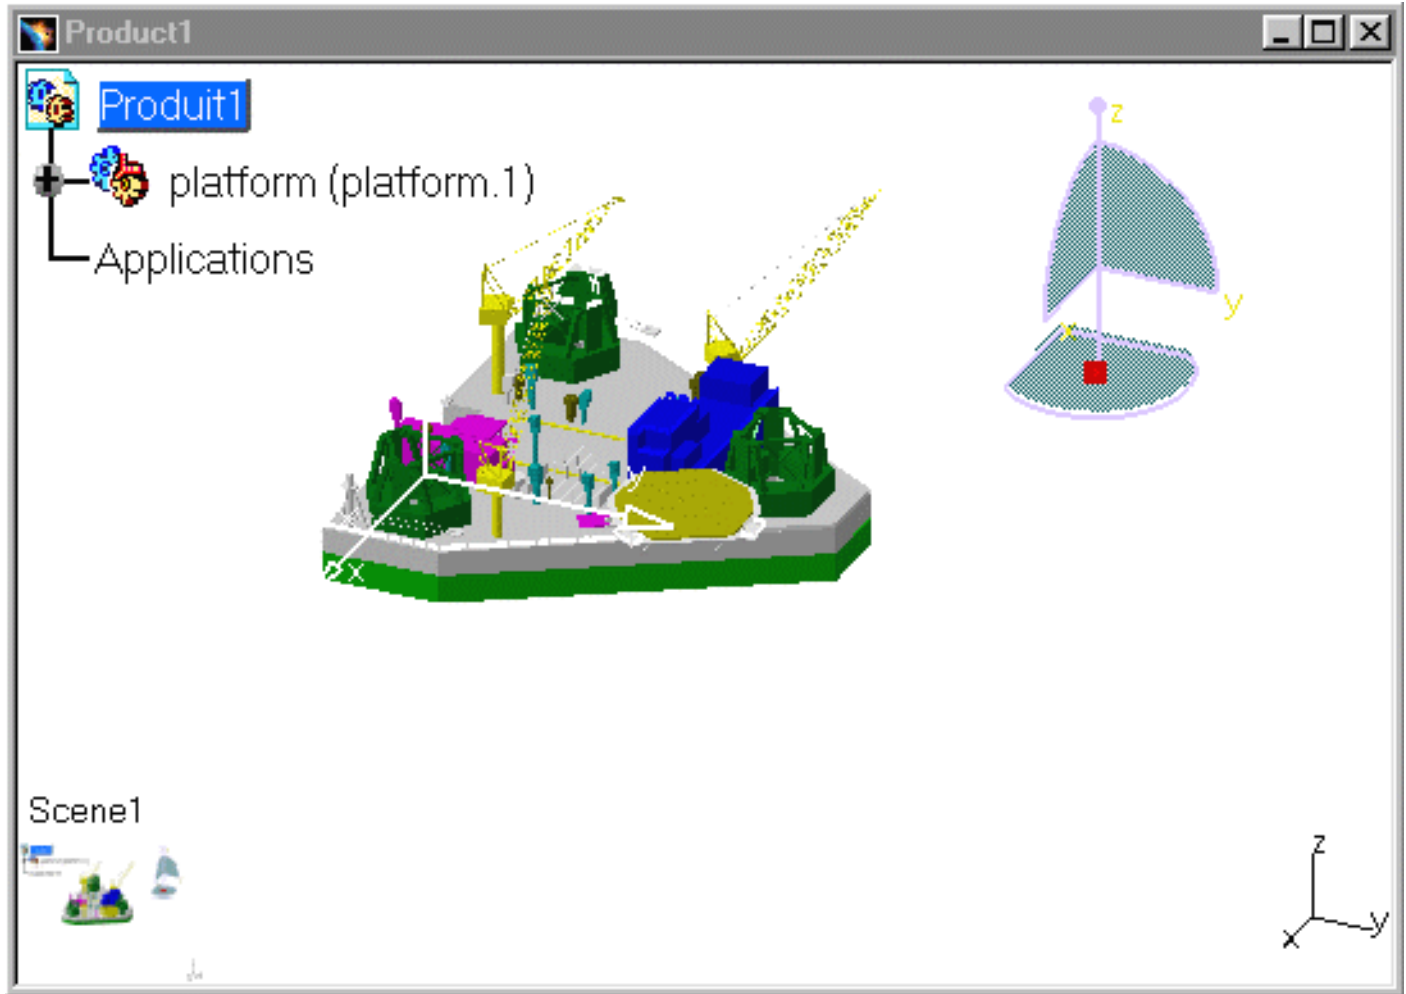 Product1
Produit1
platform (platform.1)
Applications
z
y
x
x
Scene1
z
y
x